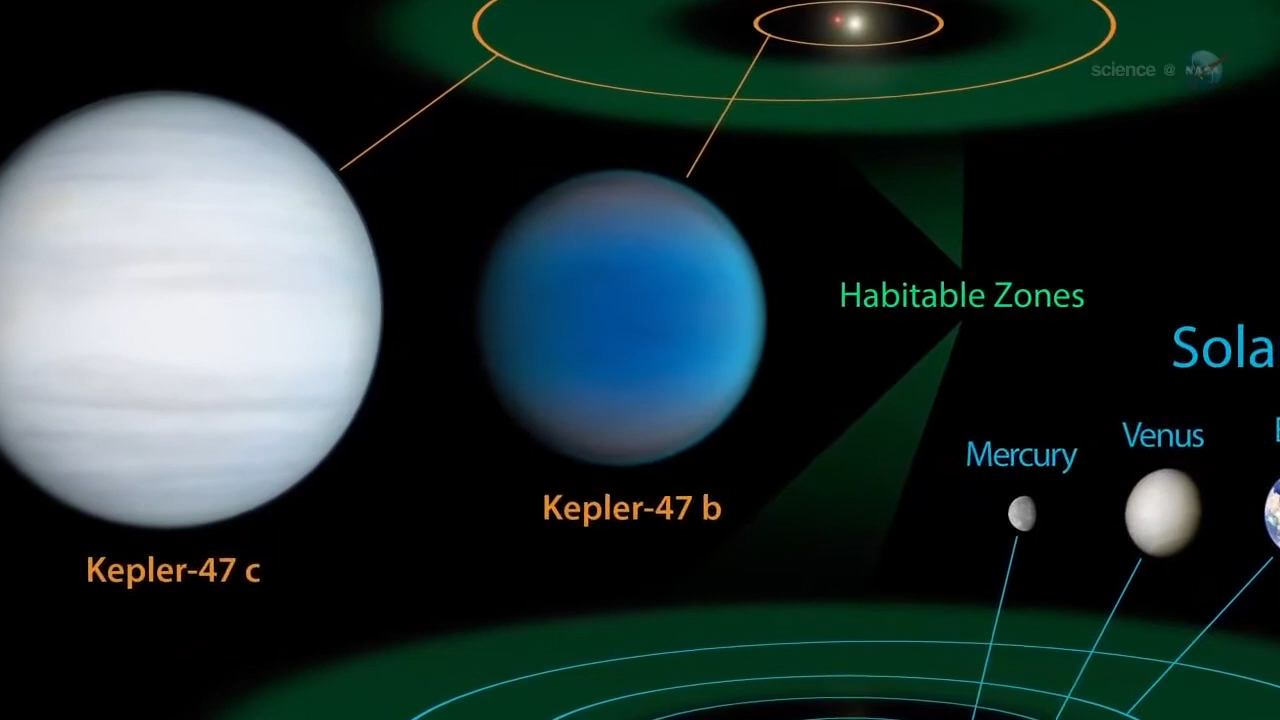 science @ NASA
Habitable Zones
Sola
Venus
Mercury
Kepler-47 b
Kepler-47 c